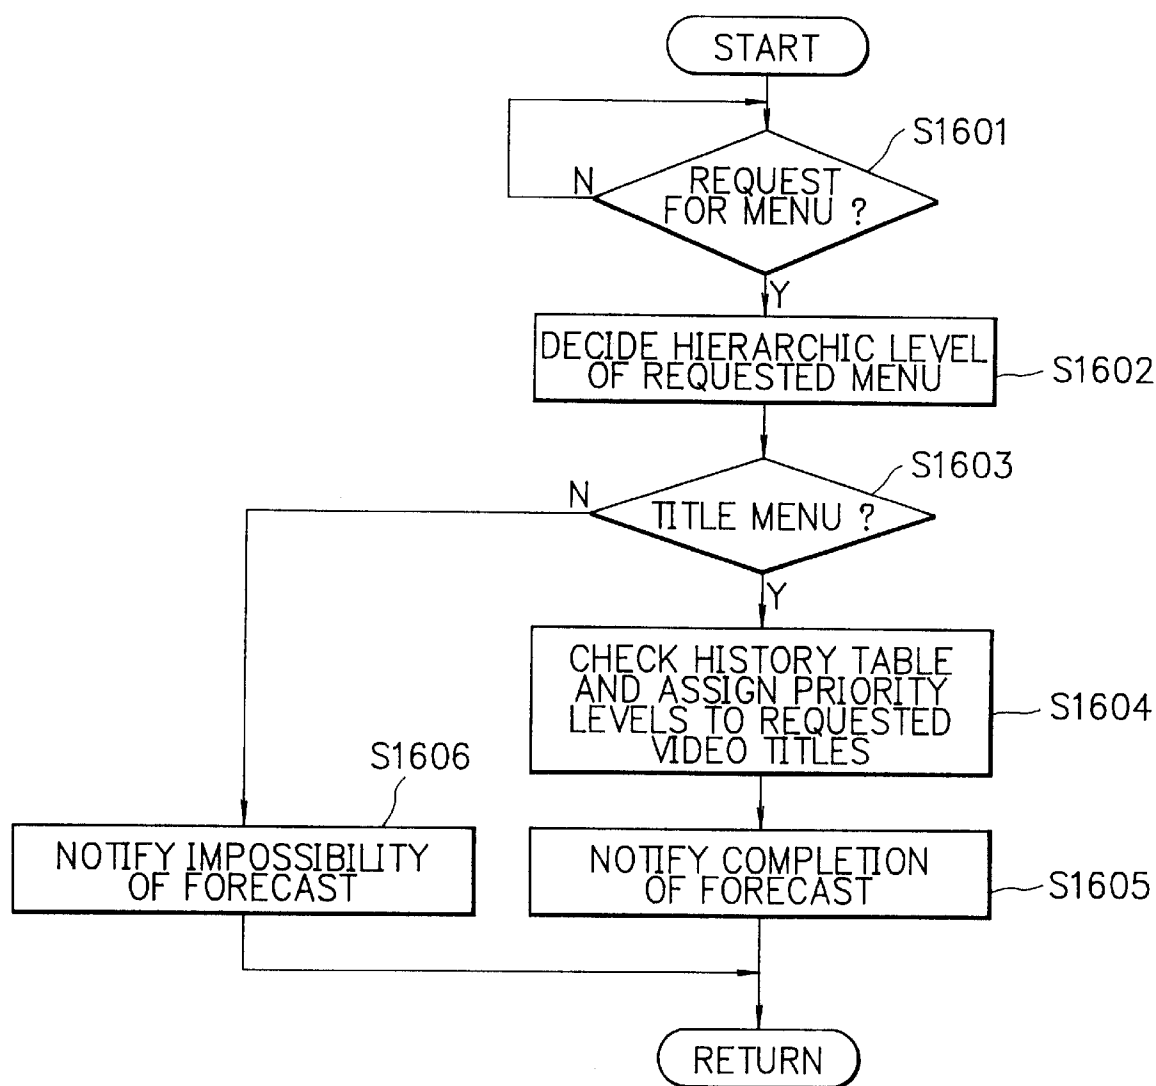 START
S1601
N
REQUEST
FOR MENU ?
Y
DECIDE HIERARCHIC LEVEL
OF REQUESTED MENU
S1602
S1603
N
TITLE MENU ?
Y
CHECK HISTORY TABLE
AND ASSIGN PRIORITY
LEVELS TO REQUESTED
VIDEO TITLES
S1604
S1606
NOTIFY IMPOSSIBILITY
OF FORECAST
NOTIFY COMPLETION
OF FORECAST
S1605
RETURN